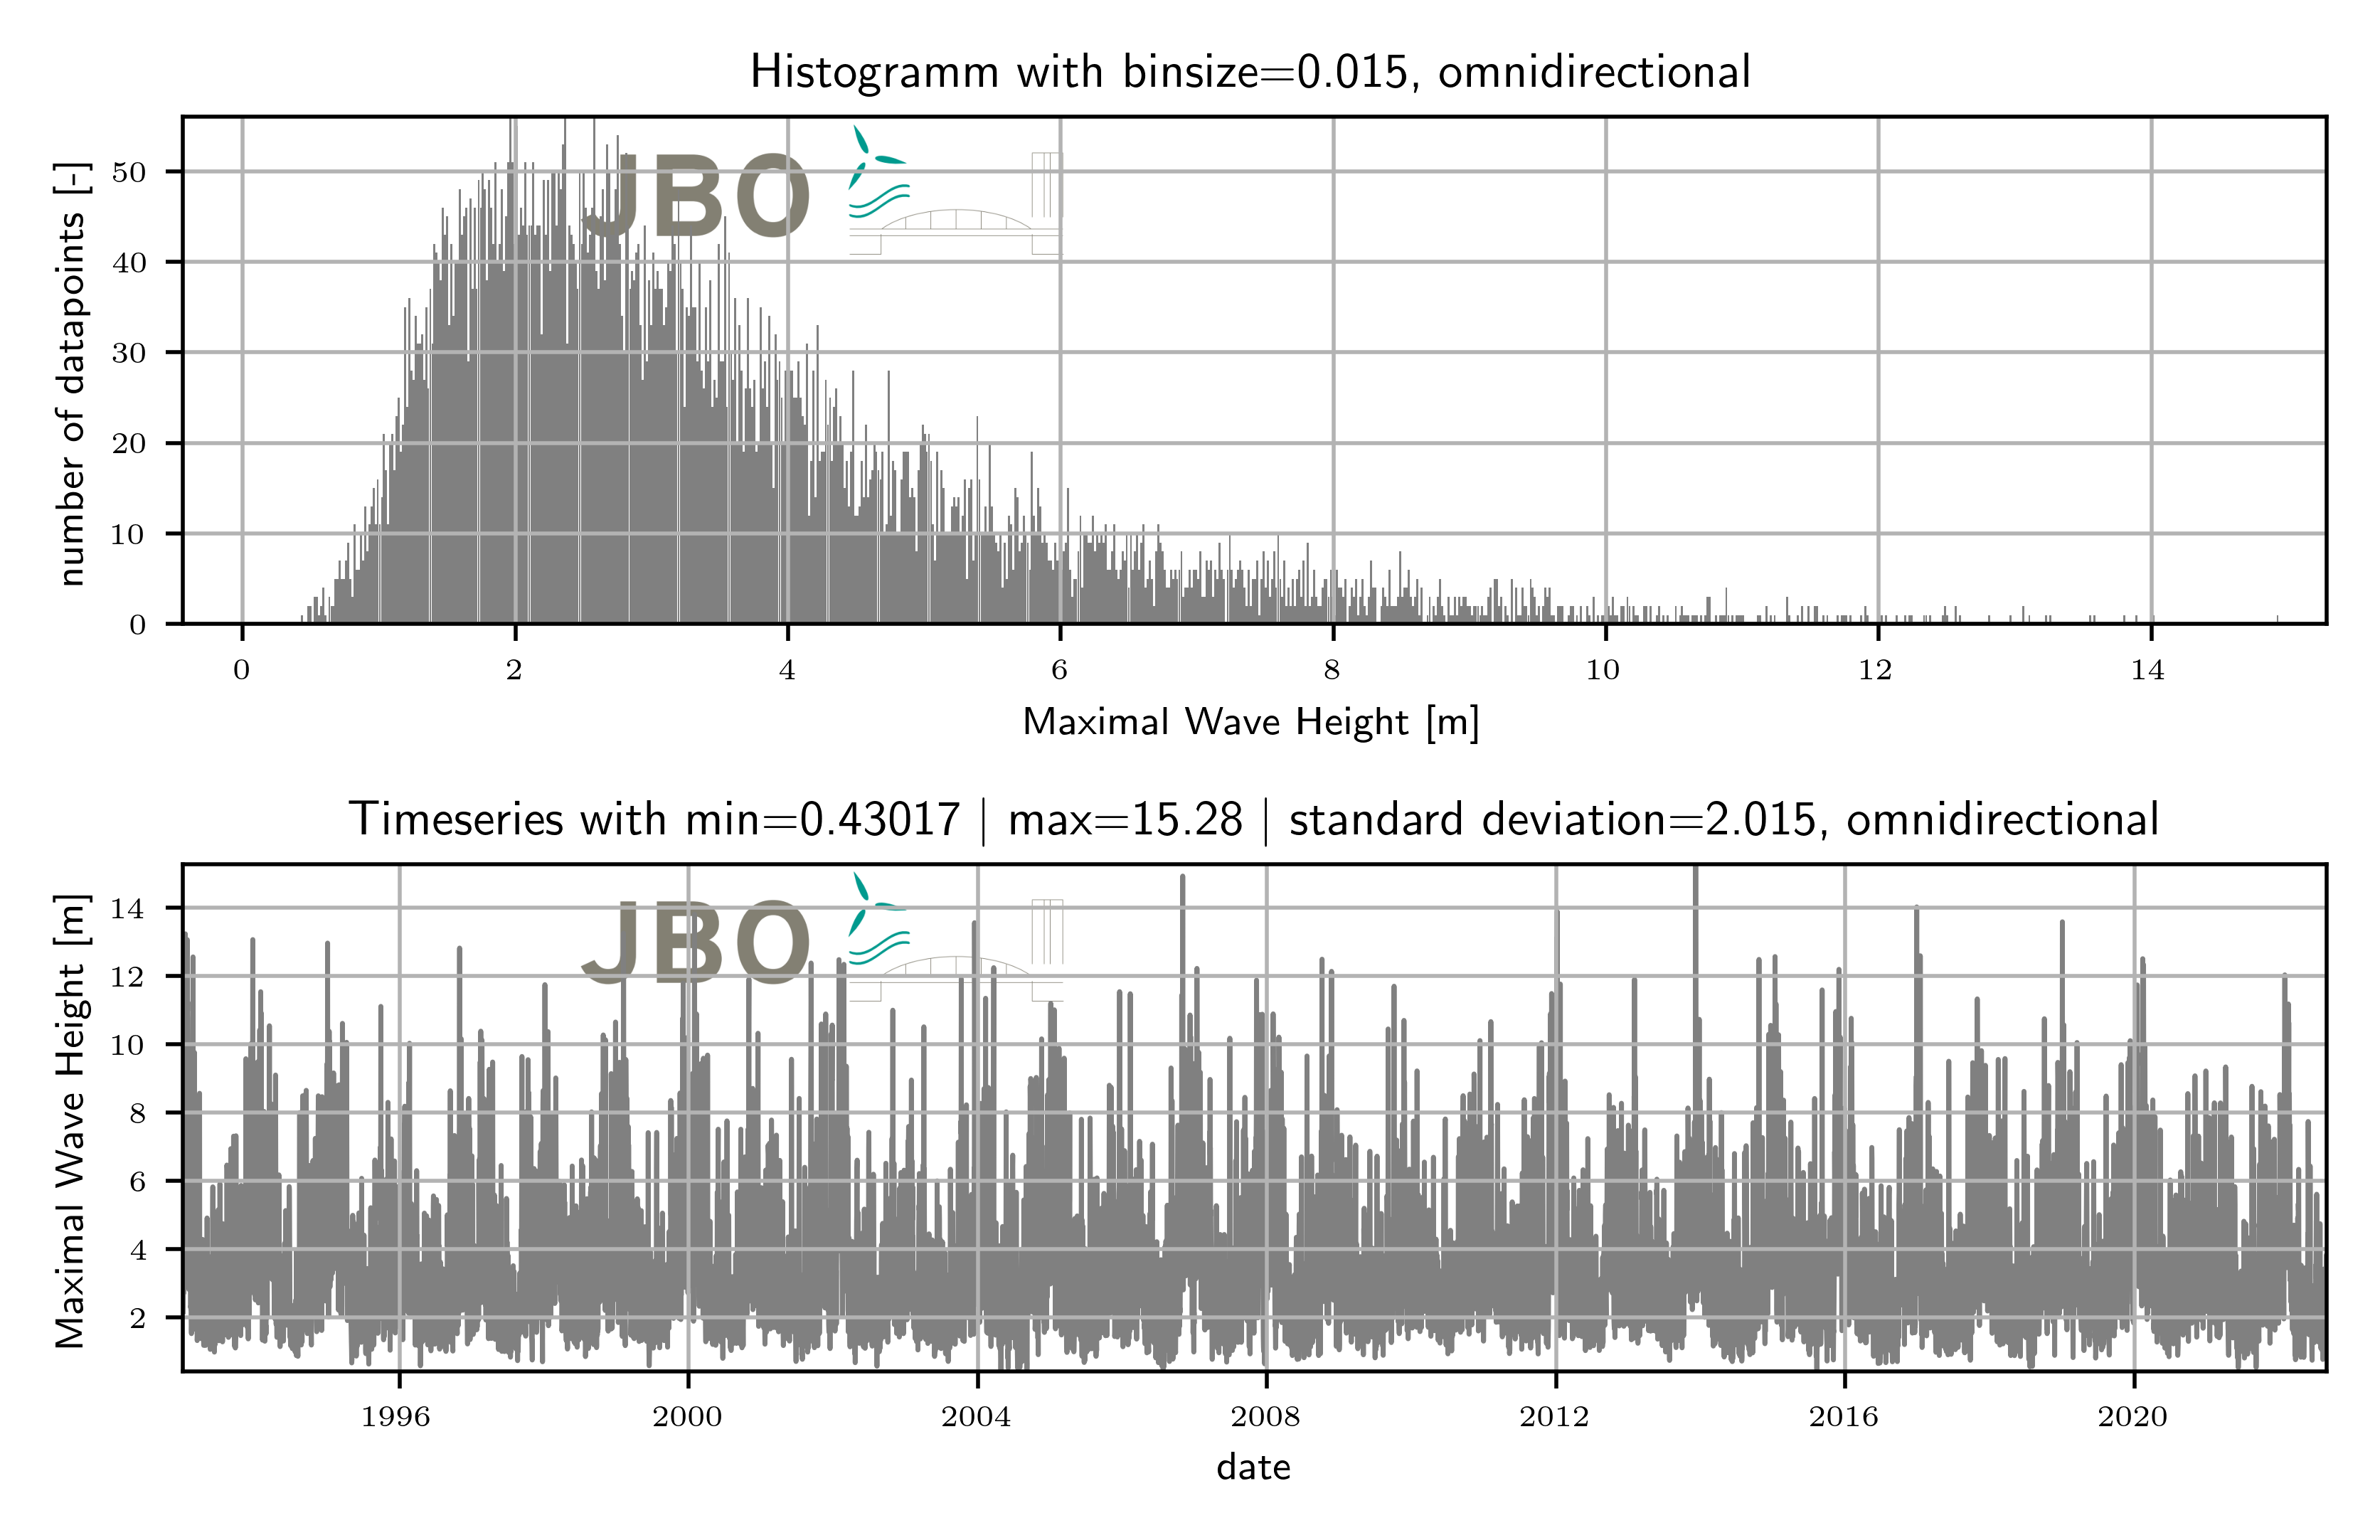 Histogramm with binsize=0.015, omnidirectional
number of datapoints [-]
50
40
30
20
10
0
JBO
0 2 4 6 8 10 12 14
Maximal Wave Height [m]
Timeseries with min=0.43017 | max=15.28 | standard deviation=2.015, omnidirectional
Maximal Wave Height [m]
14
12
10
8
6
4
2
JBO
1996 2000 2004 2008 2012 2016 2020
date